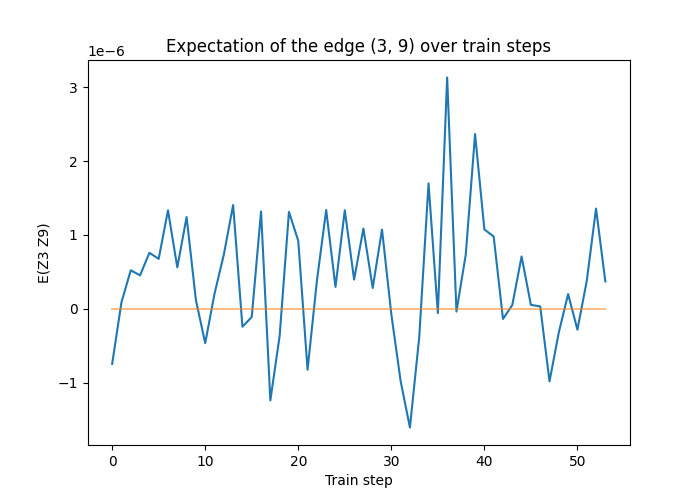 Expectation of the edge (3, 9) over train steps
1e−6
3
2
1
0
−1
E(Z3 Z9)
0 10 20 30 40 50
Train step